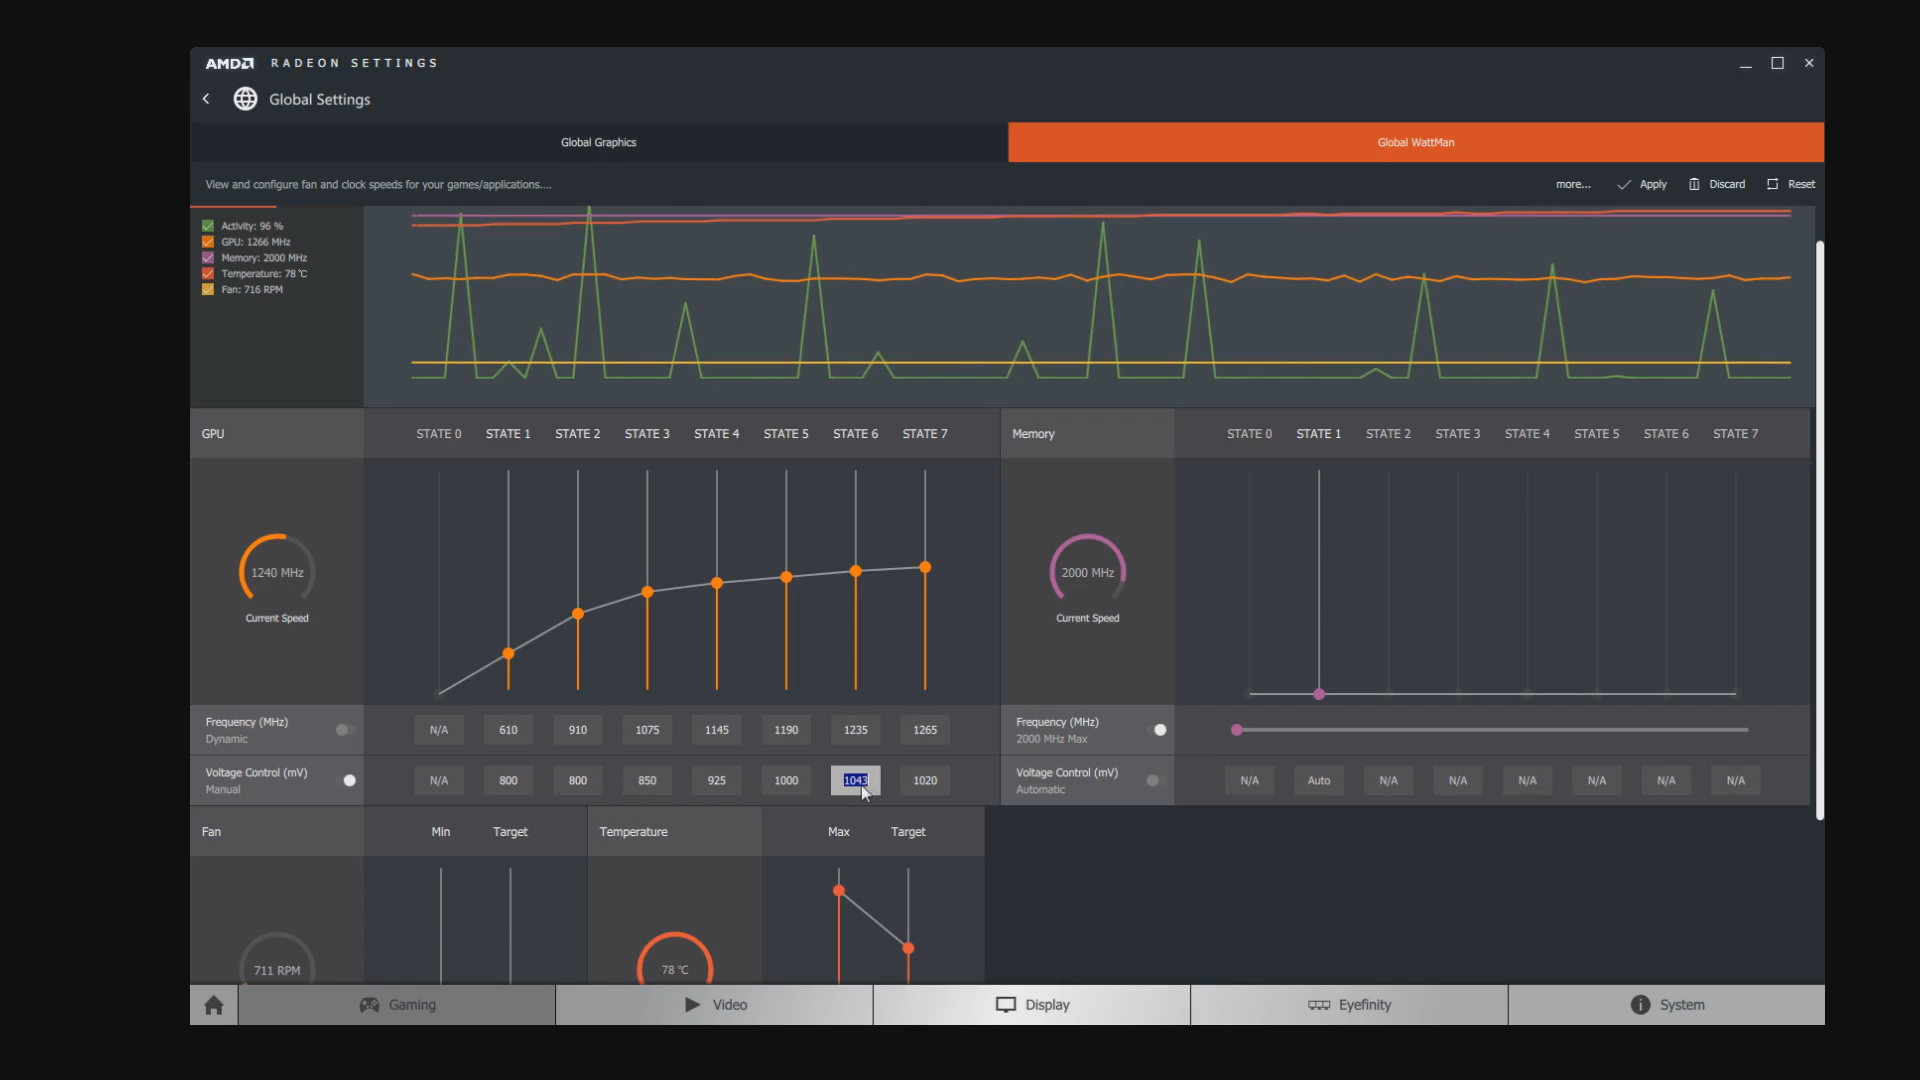 AMD RADEON SETTINGS
Global Settings
Global Graphics Global WattMan
View and configure fan and clock speeds for your games/applications....
more... Apply Discard Reset
Activity: 96 %
GPU: 1266 MHz
Memory: 2000 MHz
Temperature: 78 °C
Fan: 716 RPM
GPU STATE 0 STATE 1 STATE 2 STATE 3 STATE 4 STATE 5 STATE 6 STATE 7
1240 MHz
Current Speed
Frequency (MHz) N/A 610 910 1075 1145 1190 1235 1265
Dynamic
Voltage Control (mV) N/A 800 800 850 925 1000 1043 1020
Manual
Memory STATE 0 STATE 1 STATE 2 STATE 3 STATE 4 STATE 5 STATE 6 STATE 7
2000 MHz
Current Speed
Frequency (MHz)
2000 MHz Max
Voltage Control (mV) N/A Auto N/A N/A N/A N/A N/A N/A
Automatic
Fan Min Target
711 RPM
Temperature Max Target
78 °C
Gaming Video Display Eyefinity System